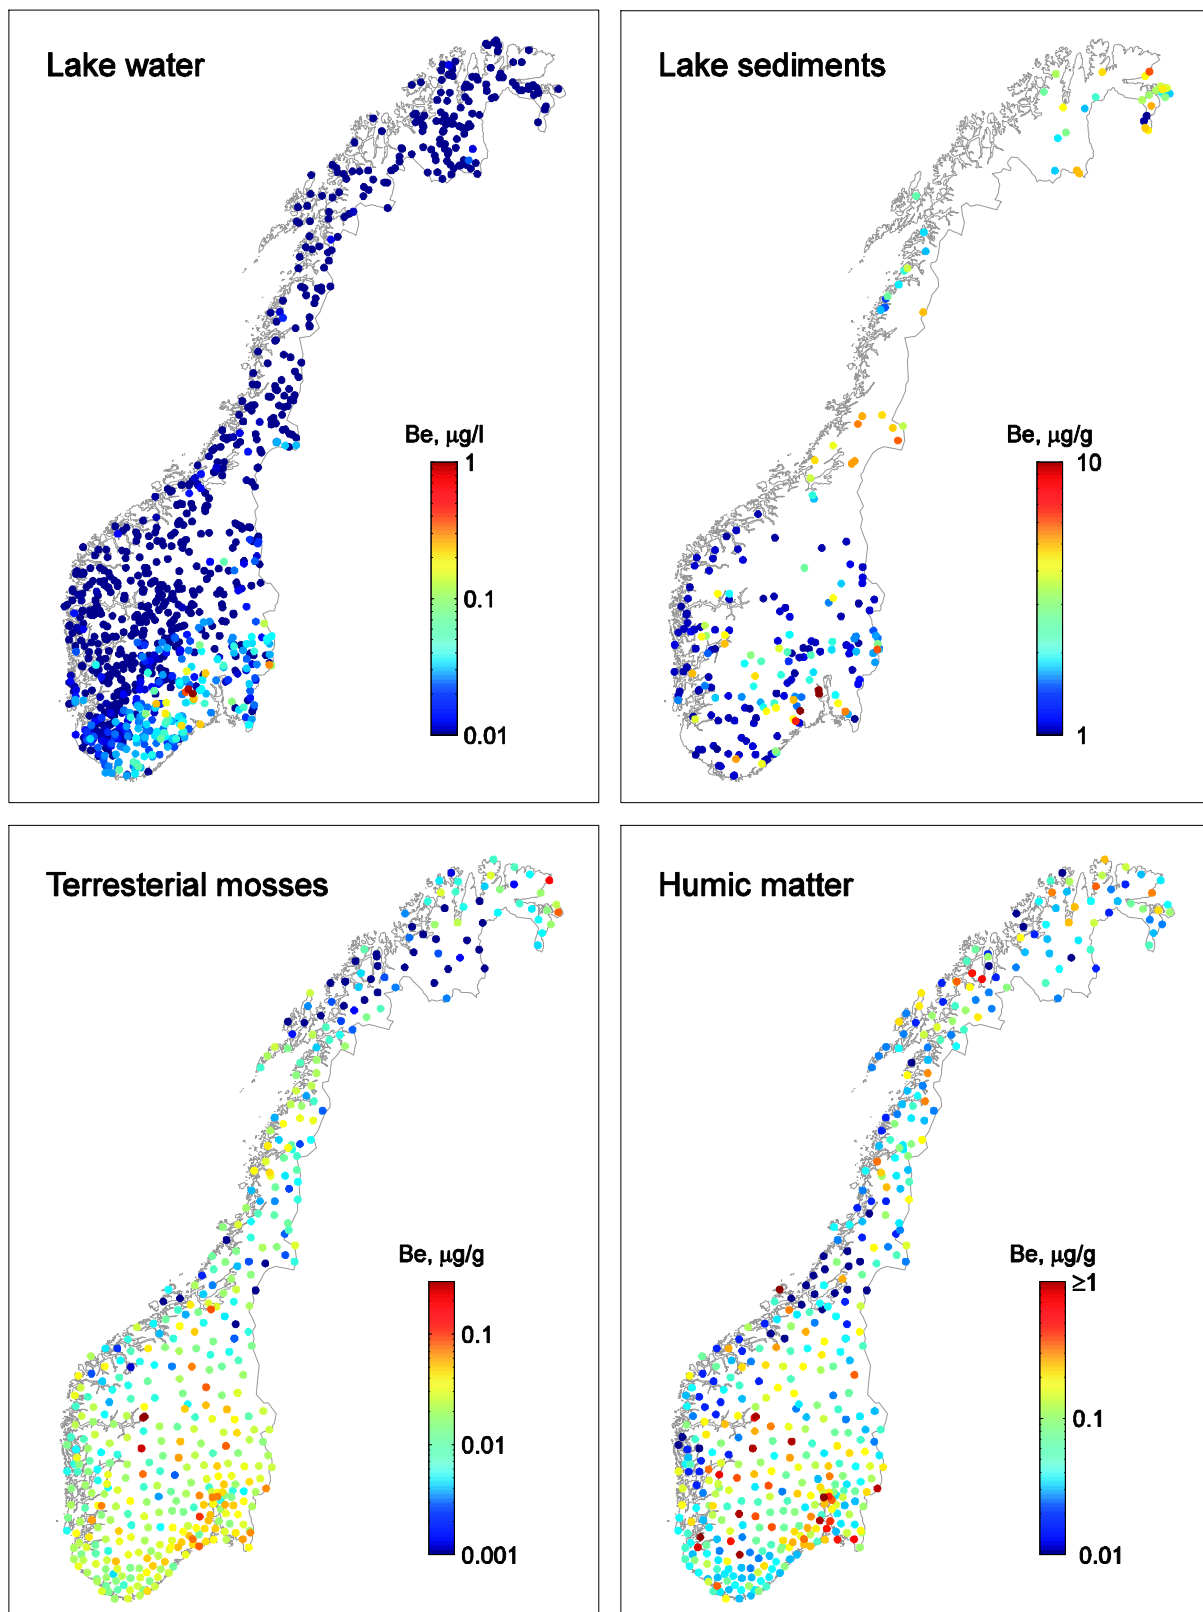 Lake water
Be, µg/l
1
0.1
0.01
Lake sediments
Be, µg/g
10
1
Terresterial mosses
Be, µg/g
0.1
0.01
0.001
Humic matter
Be, µg/g
≥1
0.1
0.01